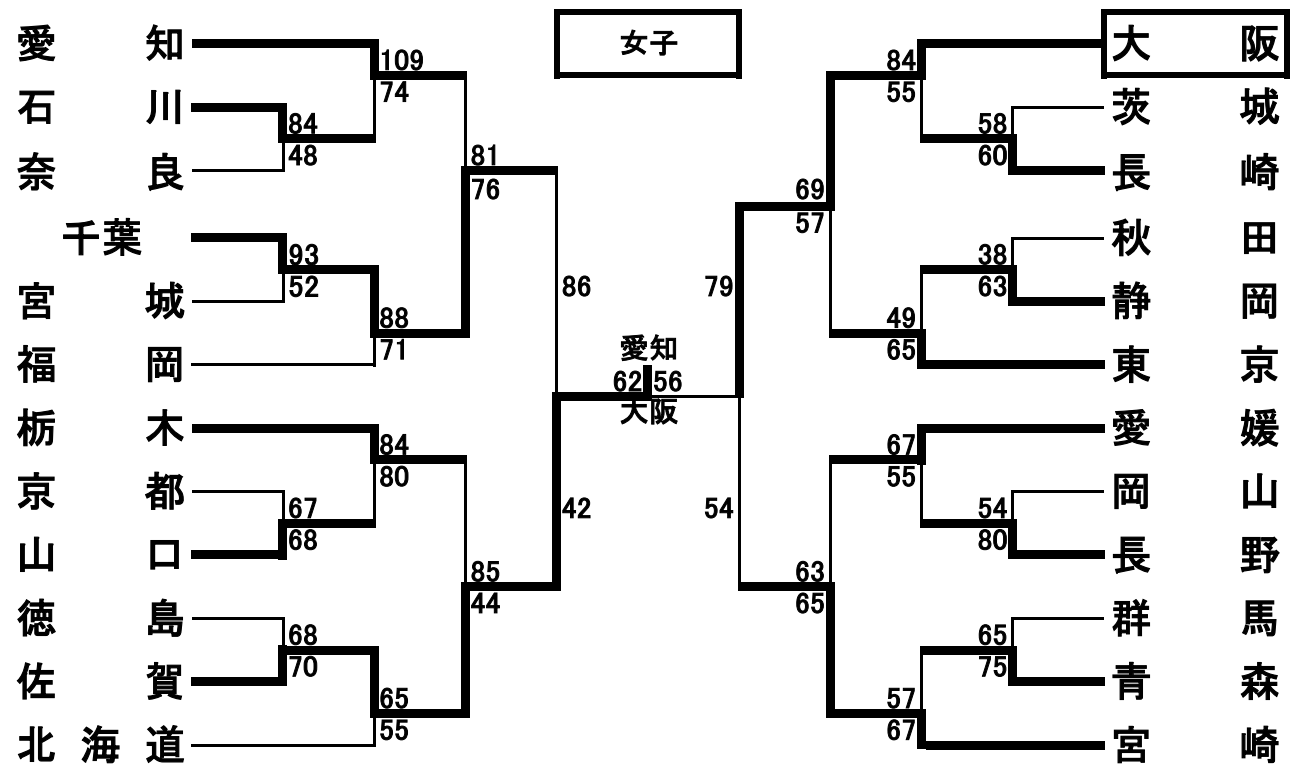 女子
愛知
109
74
石川
84
48
奈良
81
76
千葉
93
52
宮城
88
71
福岡
86
42
栃木
84
80
京都
67
68
山口
85
44
徳島
68
70
佐賀
65
55
北海道
愛知
62 56
大阪
大阪
84
55
茨城
58
60
長崎
69
57
秋田
38
63
静岡
49
65
東京
79
54
愛媛
67
55
岡山
54
80
長野
63
65
群馬
65
75
青森
57
67
宮崎